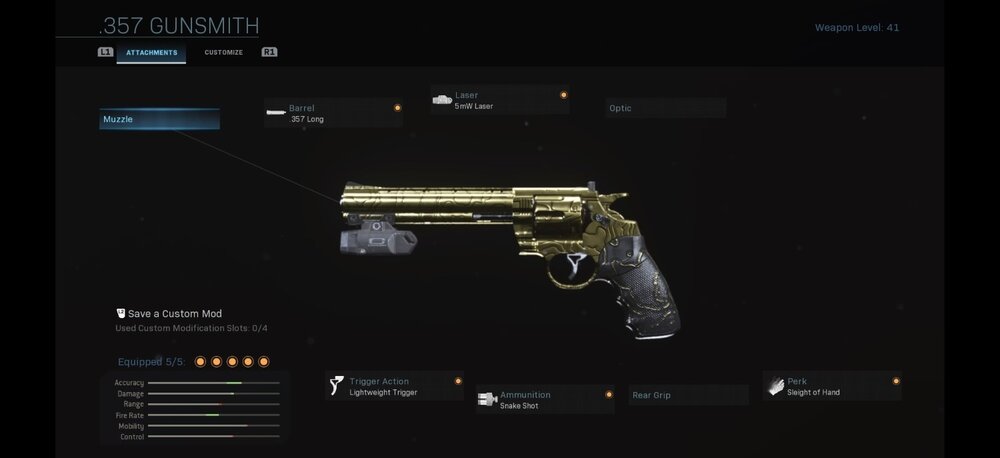 .357 GUNSMITH
Weapon Level: 41
L1 ATTACHMENTS CUSTOMIZE R1
Muzzle
Barrel
.357 Long
Laser
5mW Laser
Optic
L2 Save a Custom Mod
Used Custom Modification Slots: 0/4
Equipped 5/5:
Accuracy
Damage
Range
Fire Rate
Mobility
Control
Trigger Action
Lightweight Trigger
Ammunition
Snake Shot
Rear Grip
Perk
Sleight of Hand